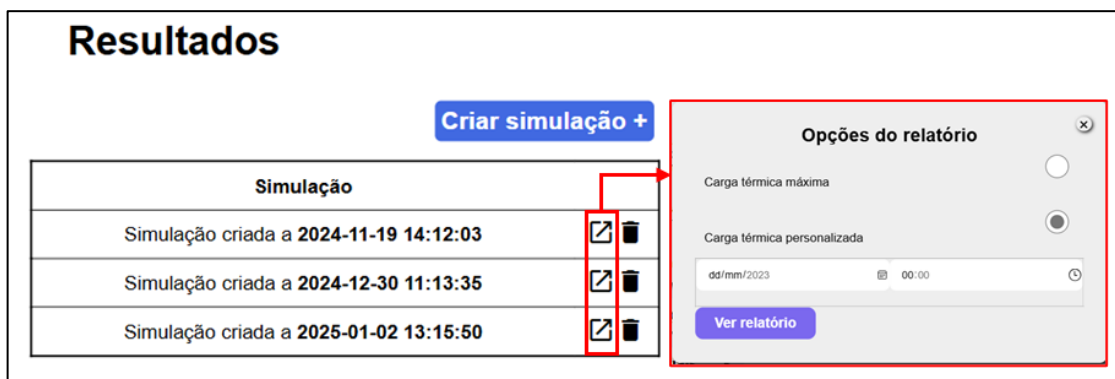 Resultados
Criar simulação +
Simulação
Simulação criada a 2024-11-19 14:12:03
Simulação criada a 2024-12-30 11:13:35
Simulação criada a 2025-01-02 13:15:50
Opções do relatório
Carga térmica máxima
Carga térmica personalizada
dd/mm/2023 00:00
Ver relatório